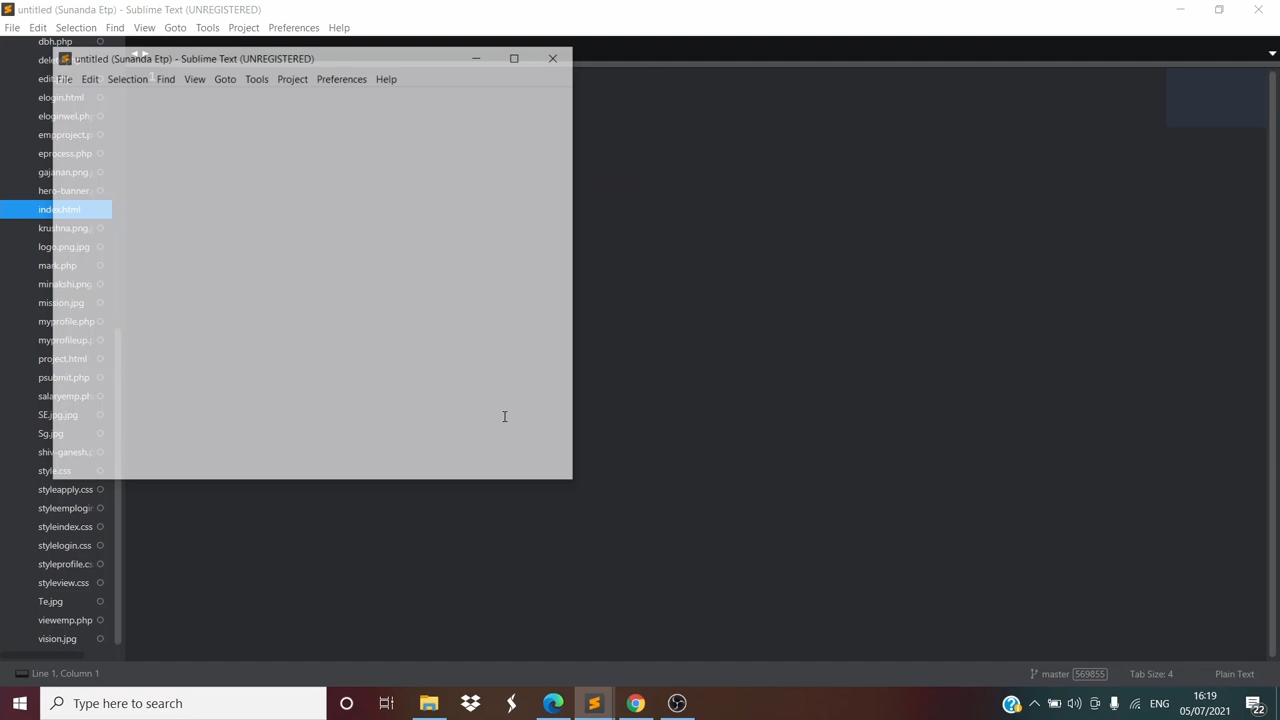 untitled (Sunanda Etp) - Sublime Text (UNREGISTERED)
File Edit Selection Find View Goto Tools Project Preferences Help
dbh.php
untitled (Sunanda Etp) - Sublime Text (UNREGISTERED)
File Edit Selection Find View Goto Tools Project Preferences Help
1
elogin.html
eloginwel.ph
empproject.p
eprocess.php
gajanan.png.j
hero-banner.
index.html
krushna.png.
logo.png.jpg
mark.php
minakshi.png
mission.jpg
myprofile.php
myprofileup.p
project.html
psubmit.php
salaryemp.ph
SE.jpg.jpg
Sg.jpg
shiv-ganesh.p
style.css
styleapply.css
styleemplogin
styleindex.css
stylelogin.css
styleprofile.cs
styleview.css
Te.jpg
viewemp.php
vision.jpg
Line 1, Column 1 master 569855 Tab Size: 4 Plain Text
Type here to search
ENG
16:19
05/07/2021
22